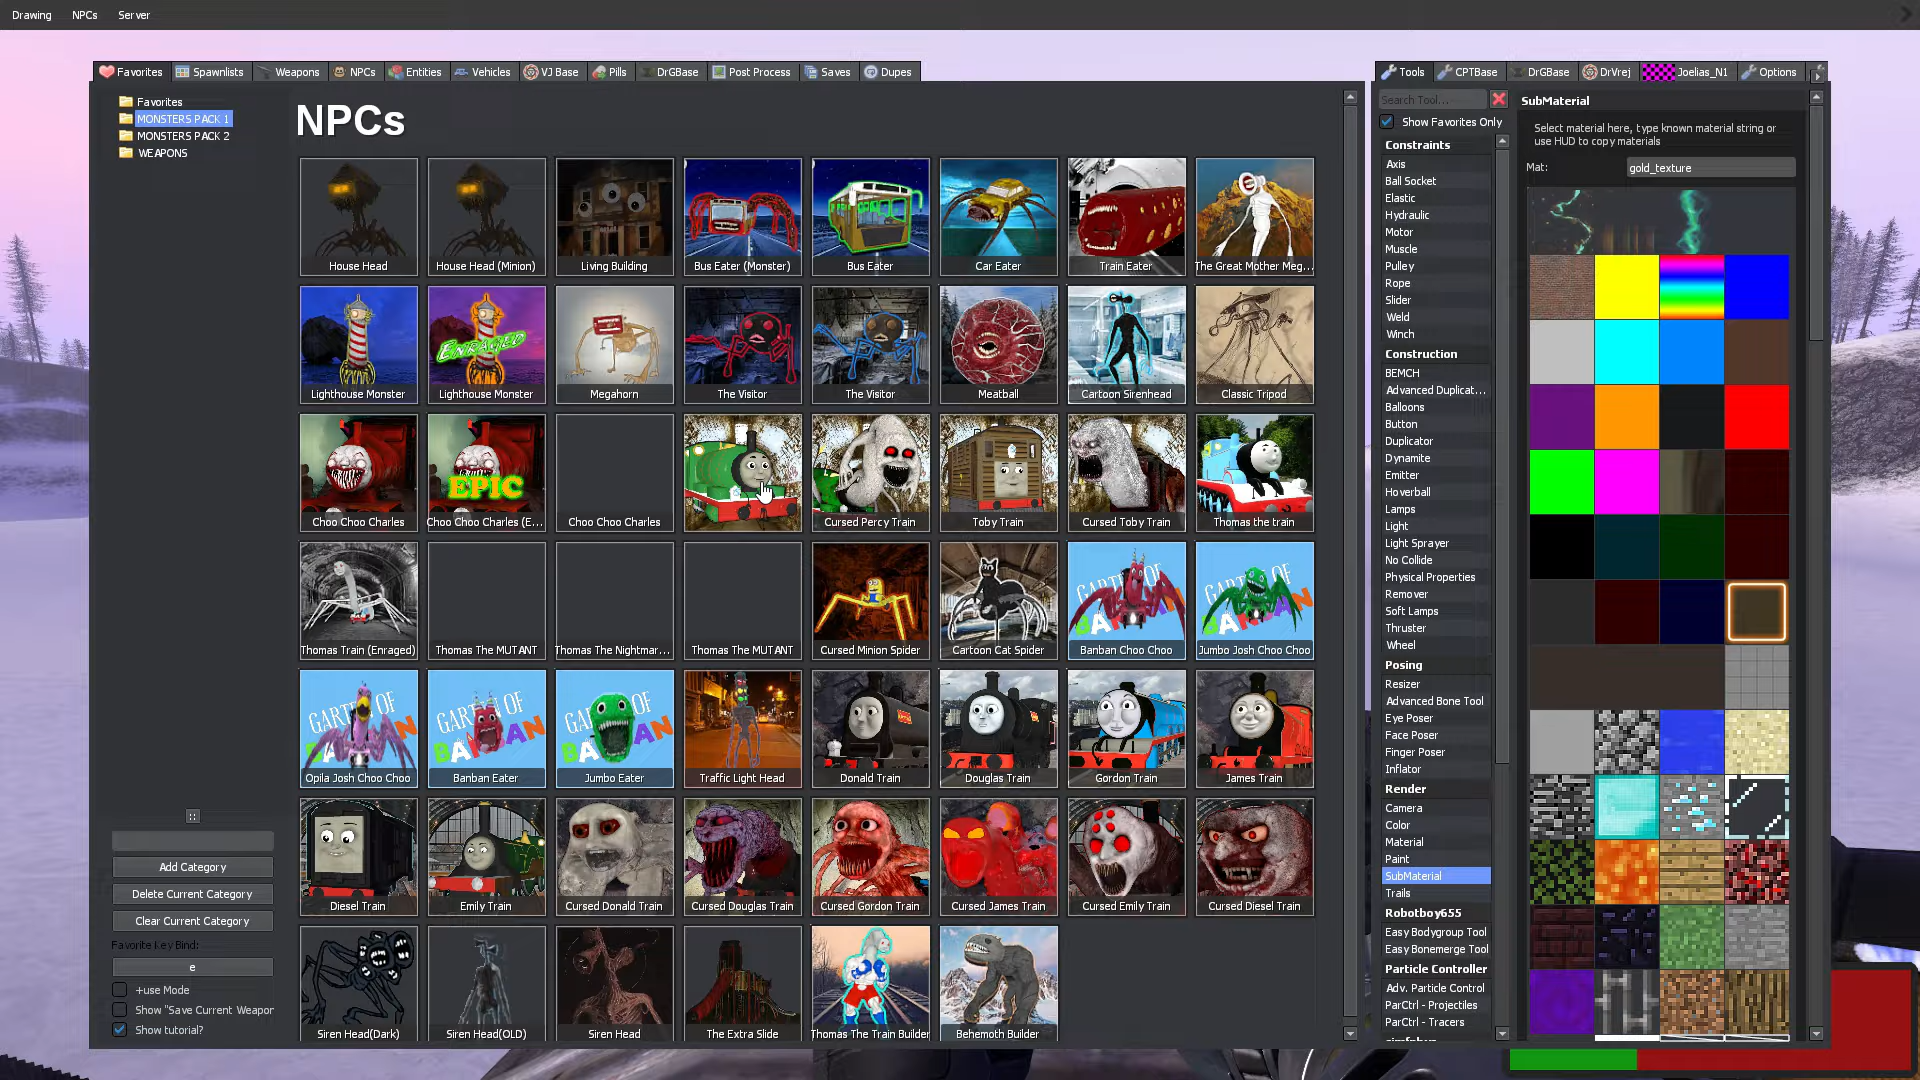 Drawing NPCs Server
Favorites Spawnlists Weapons NPCs Entities Vehicles VJ Base Pills DrGBase Post Process Saves Dupes
Tools CPTBase DrGBase DrVrej Joelias_N1 Options
Favorites
MONSTERS PACK 1
MONSTERS PACK 2
WEAPONS
NPCs
House Head
House Head (Minion)
Living Building
Bus Eater (Monster)
Bus Eater
Car Eater
Train Eater
The Great Mother Meg...
Lighthouse Monster
ENRAGED
Lighthouse Monster
Megahorn
The Visitor
The Visitor
Meatball
Cartoon Sirenhead
Classic Tripod
Choo Choo Charles
EPIC
Choo Choo Charles (E...
Choo Choo Charles
Cursed Percy Train
Toby Train
Cursed Toby Train
Thomas the train
Thomas Train (Enraged)
Thomas The MUTANT
Thomas The Nightmar...
Thomas The MUTANT
Cursed Minion Spider
Cartoon Cat Spider
Banban Choo Choo
Jumbo Josh Choo Choo
Opila Josh Choo Choo
Banban Eater
Jumbo Eater
Traffic Light Head
Donald Train
Douglas Train
Gordon Train
James Train
Diesel Train
Emily Train
Cursed Donald Train
Cursed Douglas Train
Cursed Gordon Train
Cursed James Train
Cursed Emily Train
Cursed Diesel Train
Siren Head(Dark)
Siren Head(OLD)
Siren Head
The Extra Slide
Thomas The Train Builder
Behemoth Builder
Add Category
Delete Current Category
Clear Current Category
Favorite Key Bind:
e
+use Mode
Show "Save Current Weapor
Show tutorial?
Search Tool...
Show Favorites Only
Constraints
Axis
Ball Socket
Elastic
Hydraulic
Motor
Muscle
Pulley
Rope
Slider
Weld
Winch
Construction
BEMCH
Advanced Duplicat...
Balloons
Button
Duplicator
Dynamite
Emitter
Hoverball
Lamps
Light
Light Sprayer
No Collide
Physical Properties
Remover
Soft Lamps
Thruster
Wheel
Posing
Resizer
Advanced Bone Tool
Eye Poser
Face Poser
Finger Poser
Inflator
Render
Camera
Color
Material
Paint
SubMaterial
Trails
Robotboy655
Easy Bodygroup Tool
Easy Bonemerge Tool
Particle Controller
Adv. Particle Control
ParCtrl - Projectiles
ParCtrl - Tracers
SubMaterial
Select material here, type known material string or
use HUD to copy materials
Mat: gold_texture